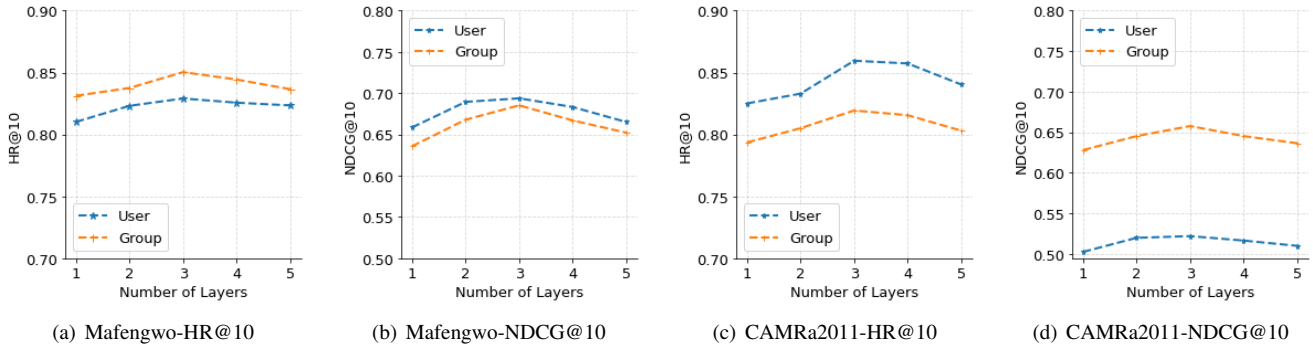 0.90
0.85
0.80
0.75
0.70
HR@10
User
Group
1 2 3 4 5
Number of Layers
(a) Mafengwo-HR@10
0.80
0.75
0.70
0.65
0.60
0.55
0.50
NDCG@10
User
Group
1 2 3 4 5
Number of Layers
(b) Mafengwo-NDCG@10
0.90
0.85
0.80
0.75
0.70
HR@10
User
Group
1 2 3 4 5
Number of Layers
(c) CAMRa2011-HR@10
0.80
0.75
0.70
0.65
0.60
0.55
0.50
NDCG@10
User
Group
1 2 3 4 5
Number of Layers
(d) CAMRa2011-NDCG@10